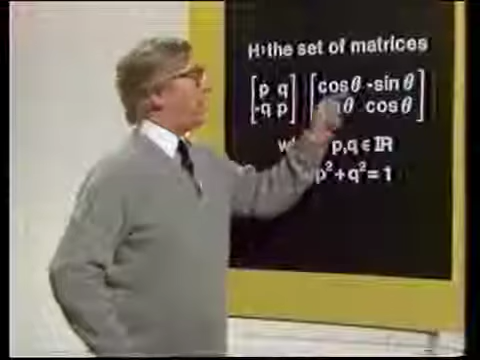 H: the set of matrices
[p q] [cosθ -sinθ]
[-q p] [θ cosθ]
p,q ∈ ℝ
p²+q²=1